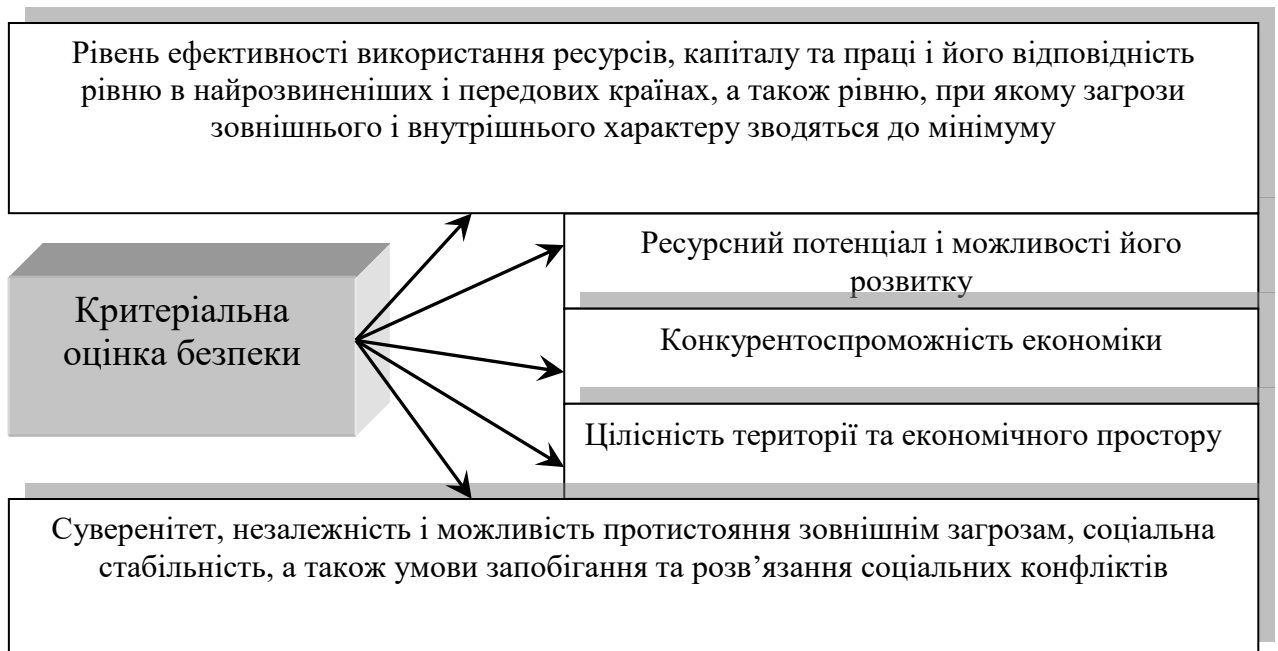 Рівень ефективності використання ресурсів, капіталу та праці і його відповідність
рівню в найрозвиненіших і передових країнах, а також рівню, при якому загрози
зовнішнього і внутрішнього характеру зводяться до мінімуму
Ресурсний потенціал і можливості його
розвитку
Критеріальна
оцінка безпеки
Конкурентоспроможність економіки
Цілісність території та економічного простору
Суверенітет, незалежність і можливість протистояння зовнішнім загрозам, соціальна
стабільність, а також умови запобігання та розв’язання соціальних конфліктів